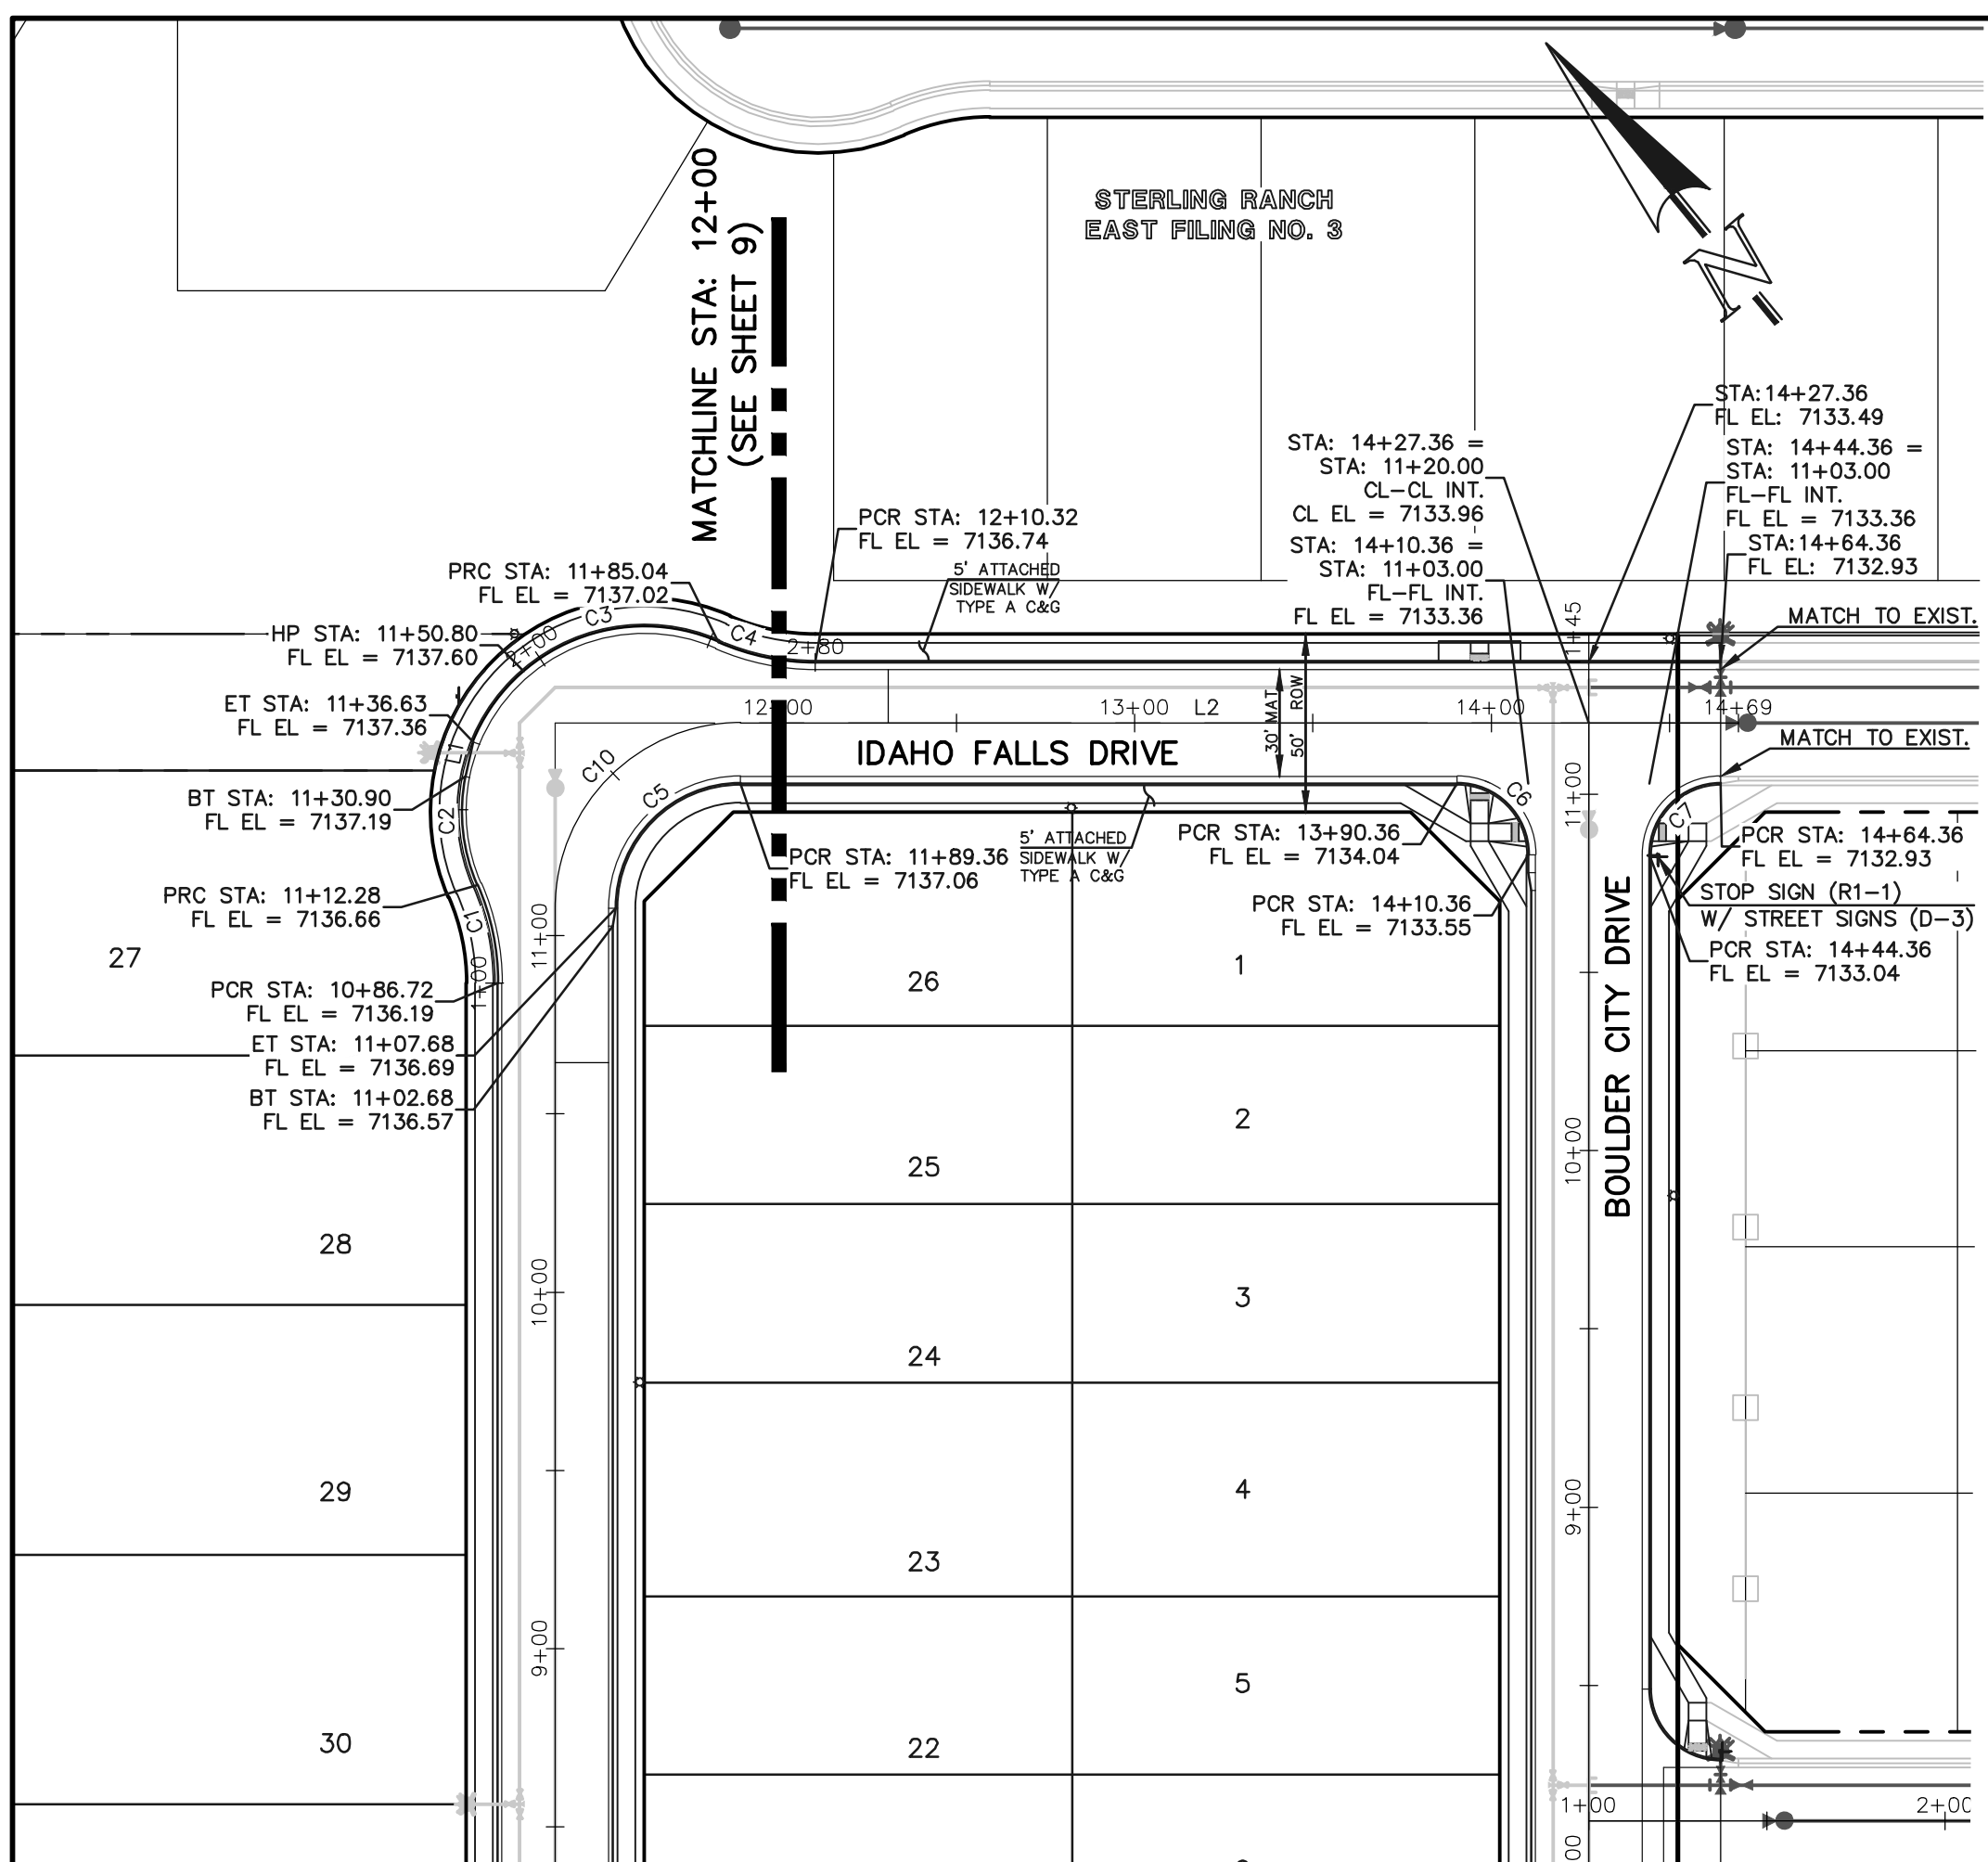 STERLING RANCH
EAST FILING NO. 3
N
MATCHLINE STA: 12+00
(SEE SHEET 9)
STA:14+27.36
FL EL: 7133.49
STA: 14+44.36 =
STA: 11+03.00
FL-FL INT.
FL EL = 7133.36
STA:14+64.36
FL EL: 7132.93
STA: 14+27.36 =
STA: 11+20.00
CL-CL INT.
CL EL = 7133.96
STA: 14+10.36 =
STA: 11+03.00
FL-FL INT.
FL EL = 7133.36
PCR STA: 12+10.32
FL EL = 7136.74
5' ATTACHED
SIDEWALK W/
TYPE A C&G
PRC STA: 11+85.04
FL EL = 7137.02
HP STA: 11+50.80
FL EL = 7137.60
ET STA: 11+36.63
FL EL = 7137.36
BT STA: 11+30.90
FL EL = 7137.19
PRC STA: 11+12.28
FL EL = 7136.66
PCR STA: 10+86.72
FL EL = 7136.19
ET STA: 11+07.68
FL EL = 7136.69
BT STA: 11+02.68
FL EL = 7136.57
C3
C4
2+00
2+80
L1
C2
C1
1+00
C10
C5
12+00
13+00
L2
14+00
14+69
1+45
MATCH TO EXIST.
MATCH TO EXIST.
30' MAT
50' ROW
IDAHO FALLS DRIVE
C6
C7
11+00
PCR STA: 11+89.36
FL EL = 7137.06
5' ATTACHED
SIDEWALK W/
TYPE A C&G
PCR STA: 13+90.36
FL EL = 7134.04
PCR STA: 14+10.36
FL EL = 7133.55
PCR STA: 14+64.36
FL EL = 7132.93
STOP SIGN (R1-1)
W/ STREET SIGNS (D-3)
PCR STA: 14+44.36
FL EL = 7133.04
BOULDER CITY DRIVE
11+00
10+00
9+00
10+00
9+00
27
28
29
30
26
25
24
23
22
1
2
3
4
5
1+00
2+00